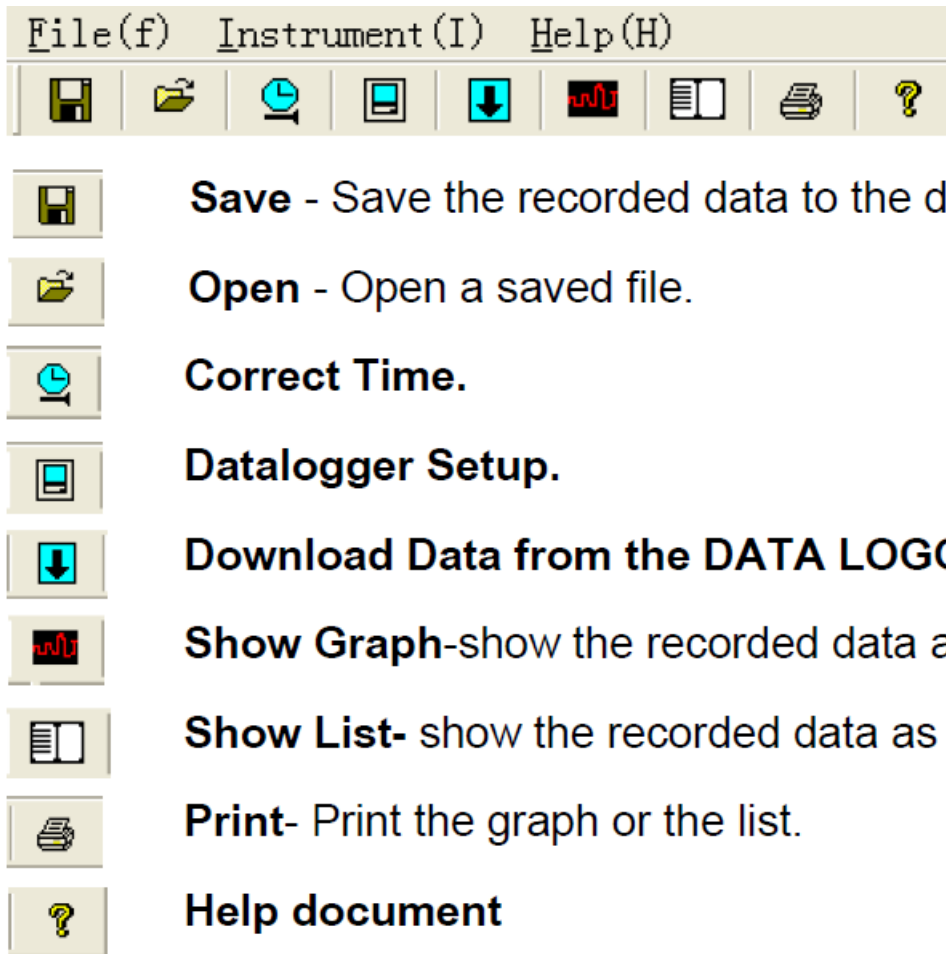 File(f) Instrument(I) Help(H)
Save - Save the recorded data to the
Open - Open a saved file.
Correct Time.
Datalogger Setup.
Download Data from the DATA
Show Graph-show the recorded data
Show List- show the recorded data as
Print- Print the graph or the list.
Help document